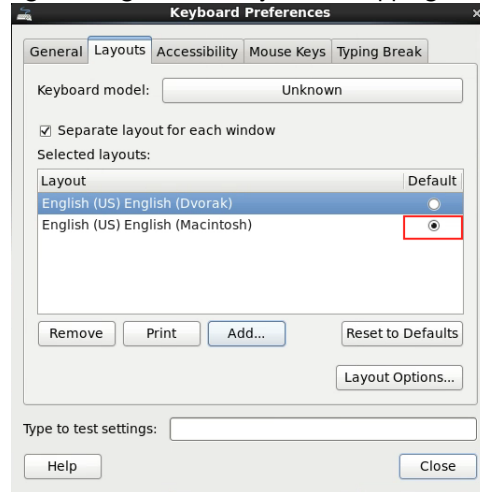 Keyboard Preferences
General Layouts Accessibility Mouse Keys Typing Break
Keyboard model: Unknown
Separate layout for each window
Selected layouts:
Layout Default
English (US) English (Dvorak)
English (US) English (Macintosh)
Remove Print Add... Reset to Defaults
Layout Options...
Type to test settings:
Help Close